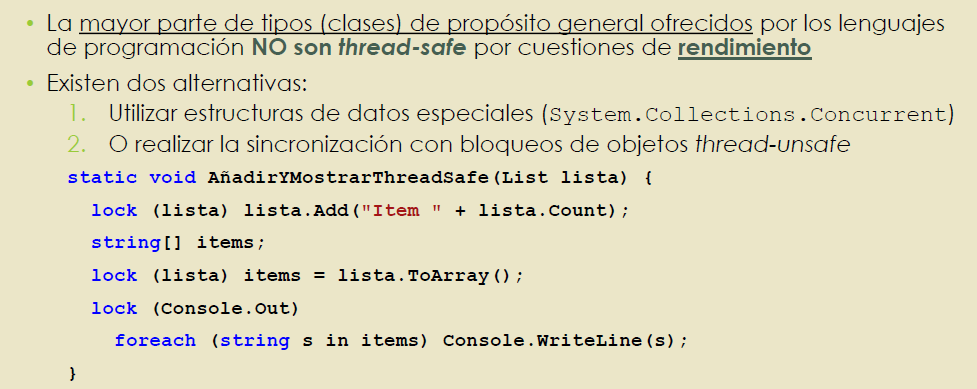 • La mayor parte de tipos (clases) de propósito general ofrecidos por los lenguajes
de programación NO son thread-safe por cuestiones de rendimiento
• Existen dos alternativas:
1. Utilizar estructuras de datos especiales (System.Collections.Concurrent)
2. O realizar la sincronización con bloqueos de objetos thread-unsafe
static void AñadirYMostrarThreadSafe(List lista) {
lock (lista) lista.Add("Item " + lista.Count);
string[] items;
lock (lista) items = lista.ToArray();
lock (Console.Out)
foreach (string s in items) Console.WriteLine(s);
}